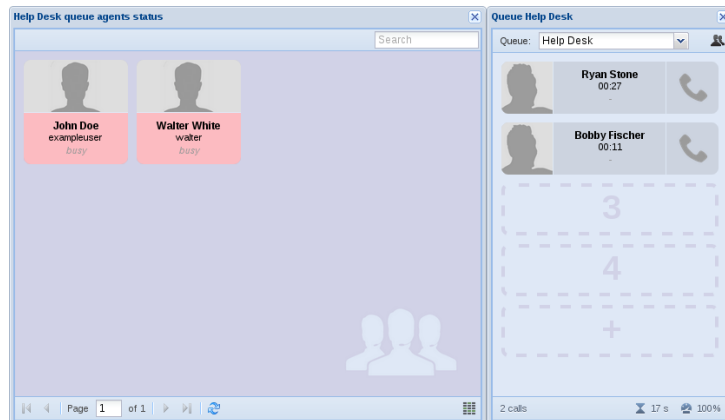 Help Desk queue agents status
Search
John Doe
exampleuser
busy
Walter White
walter
busy
Page 1 of 1
Queue Help Desk
Queue: Help Desk
Ryan Stone
00:27
-
Bobby Fischer
00:11
-
3
4
+
2 calls 17 s 100%